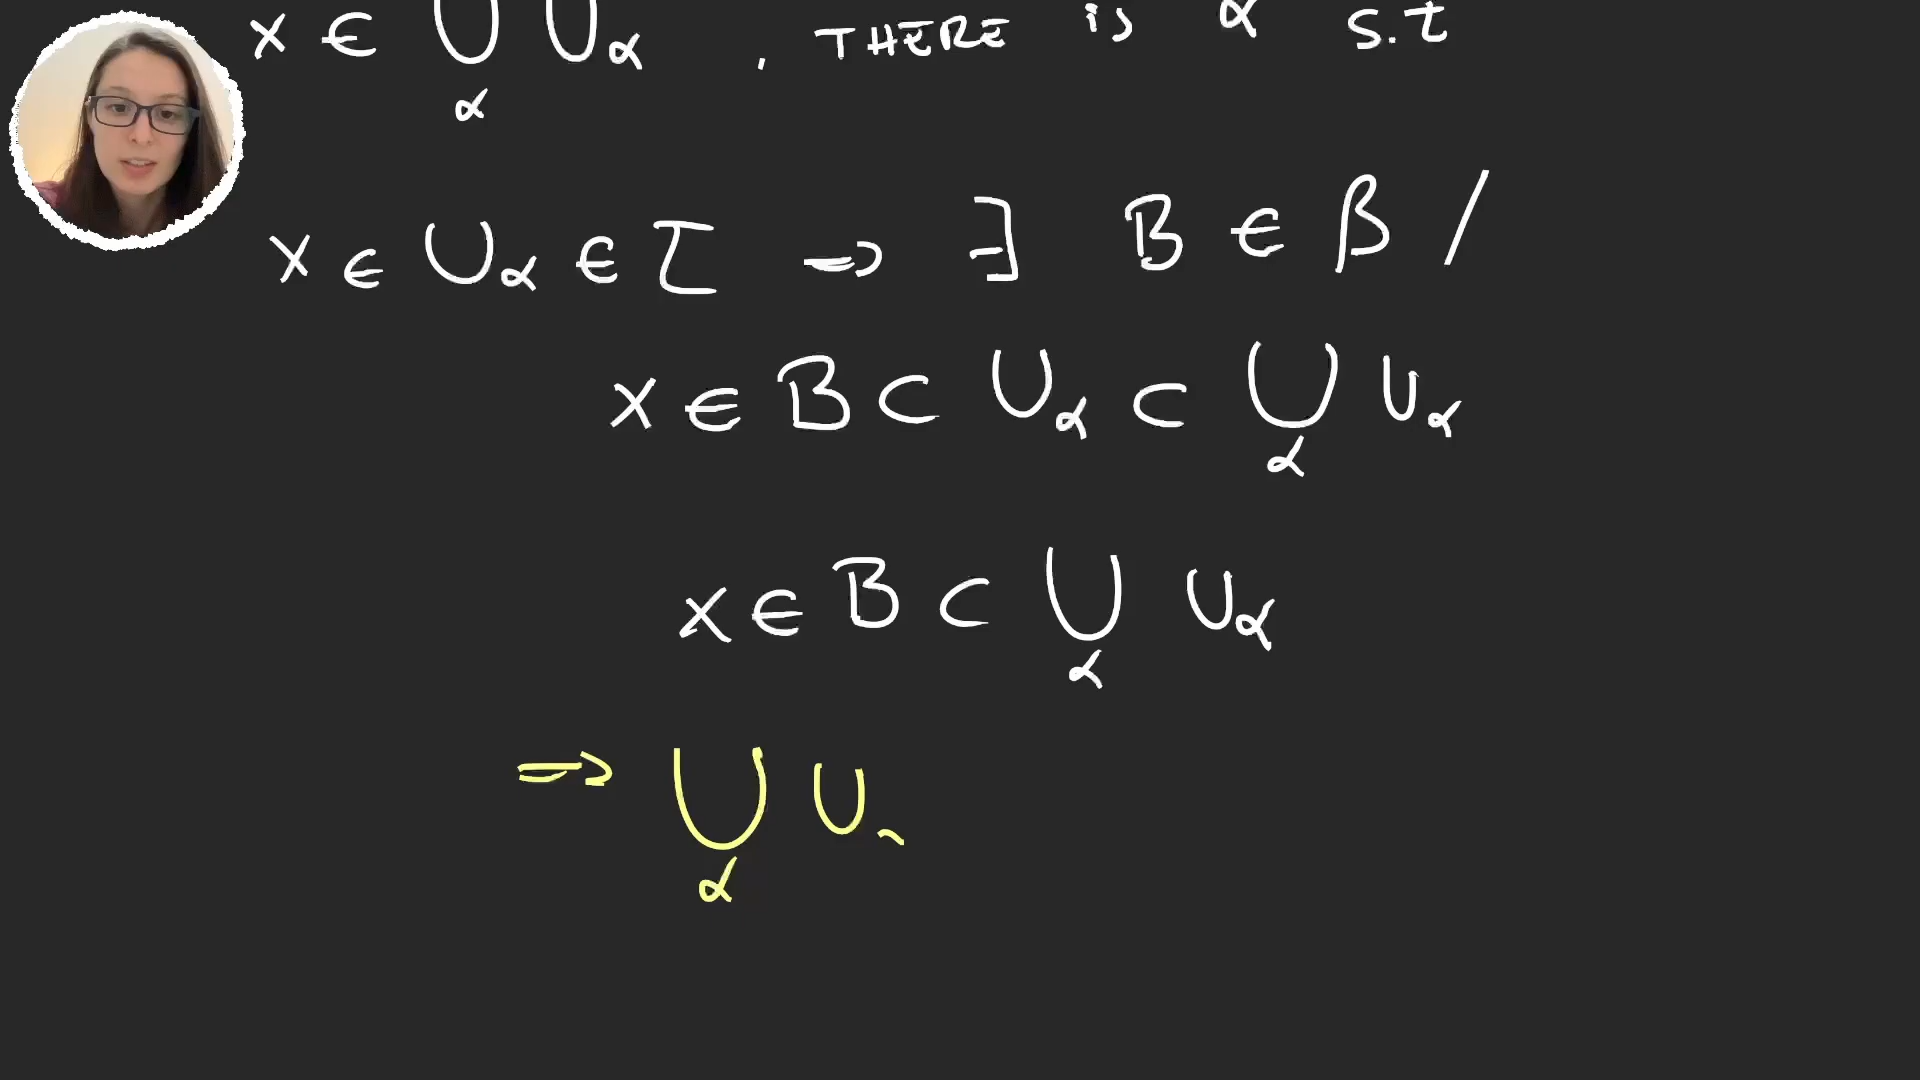 x ∈ ⋃_α U_α , THERE is α s.t
x ∈ U_α ∈ τ ⇒ ∃ B ∈ β /
x ∈ B ⊂ U_α ⊂ ⋃_α U_α
x ∈ B ⊂ ⋃_α U_α
⇒ ⋃_α U